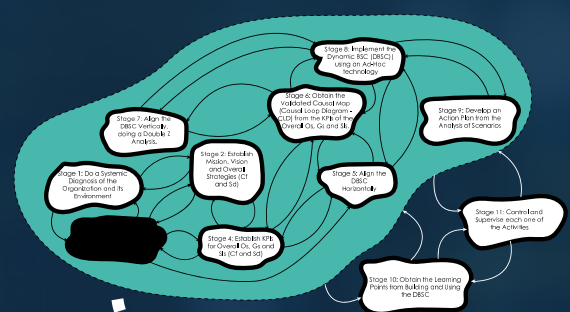 Stage 8: Implement the
Dynamic BSC (DBSC))
using an Ad-Hoc
technology
Stage 6: Obtain the
Validated Causal Map
(Causal Loop Diagram -
CLD) from the KPIs of the
Overall Os, Gs and SIs.
Stage 9: Develop an
Action Plan from the
Analysis of Scenarios
Stage 7: Align the
DBSC Vertically,
doing a Double Z
Analysis,
Stage 2: Establish
Mission, Vision
and Overall
Strategies (Cf
and Sd)
Stage 1: Do a Systemic
Diagnosis of the
Organization and its
Environment
Stage 5: Align the
DBSC
Horizontally
Stage 11: Control and
Supervise each one of
the Activities
Stage 4: Establish KPIs
for Overall Os, Gs and
SIs (Cf and Sd)
Stage 10: Obtain the Learning
Points from Building and Using
the DBSC